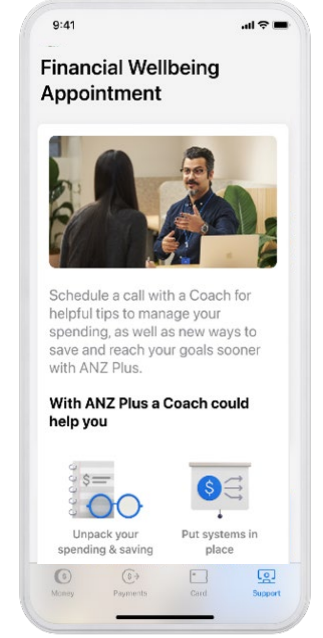 9:41
Financial Wellbeing
Appointment
Schedule a call with a Coach for
helpful tips to manage your
spending, as well as new ways to
save and reach your goals sooner
with ANZ Plus.
With ANZ Plus a Coach could
help you
$
$
Unpack your
spending & saving
Put systems in
place
Money
Payments
Card
Support